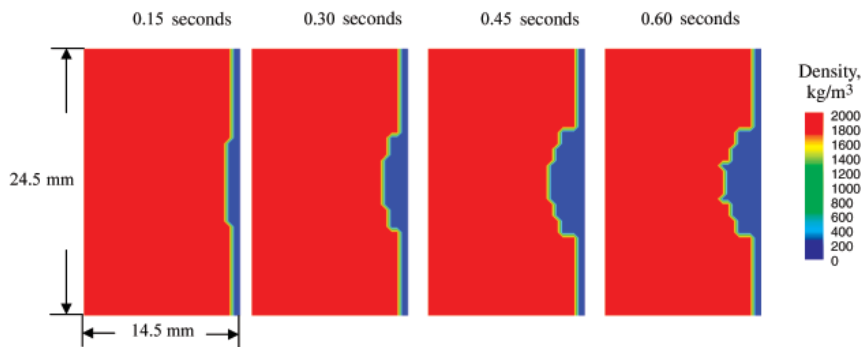 0.15 seconds
0.30 seconds
0.45 seconds
0.60 seconds
24.5 mm
14.5 mm
Density,
kg/m³
2000
1800
1600
1400
1200
1000
800
600
400
200
0